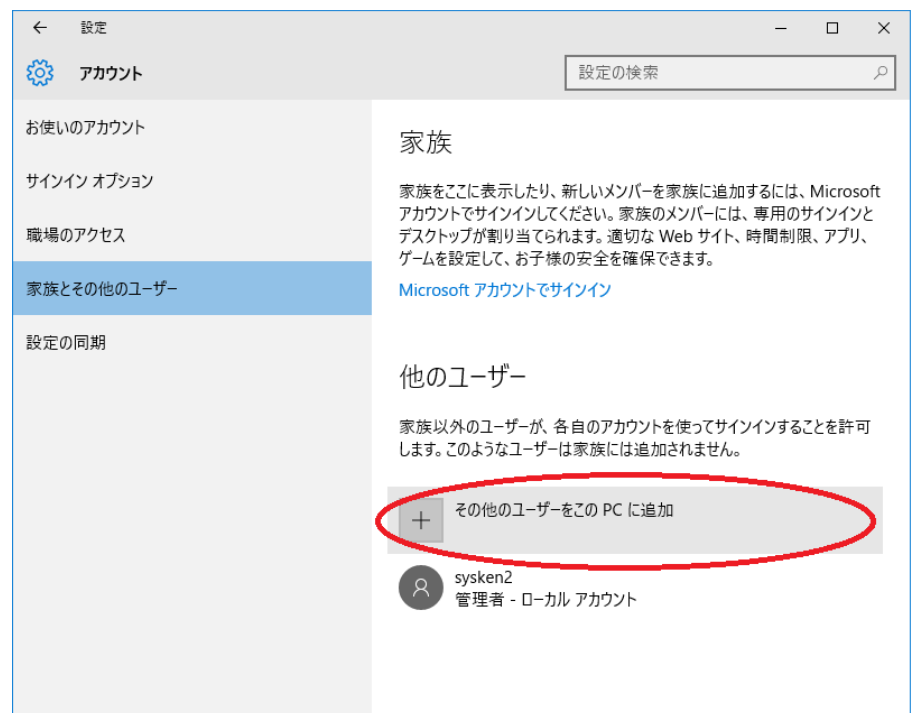 設定
アカウント
設定の検索
お使いのアカウント
サインイン オプション
職場のアクセス
家族とその他のユーザー
設定の同期
家族
家族をここに表示したり、新しいメンバーを家族に追加するには、Microsoft
アカウントでサインインしてください。家族のメンバーには、専用のサインインと
デスクトップが割り当てられます。適切な Web サイト、時間制限、アプリ、
ゲームを設定して、お子様の安全を確保できます。
Microsoft アカウントでサインイン
他のユーザー
家族以外のユーザーが、各自のアカウントを使ってサインインすることを許可
します。このようなユーザーは家族には追加されません。
その他のユーザーをこの PC に追加
sysken2
管理者 - ローカル アカウント